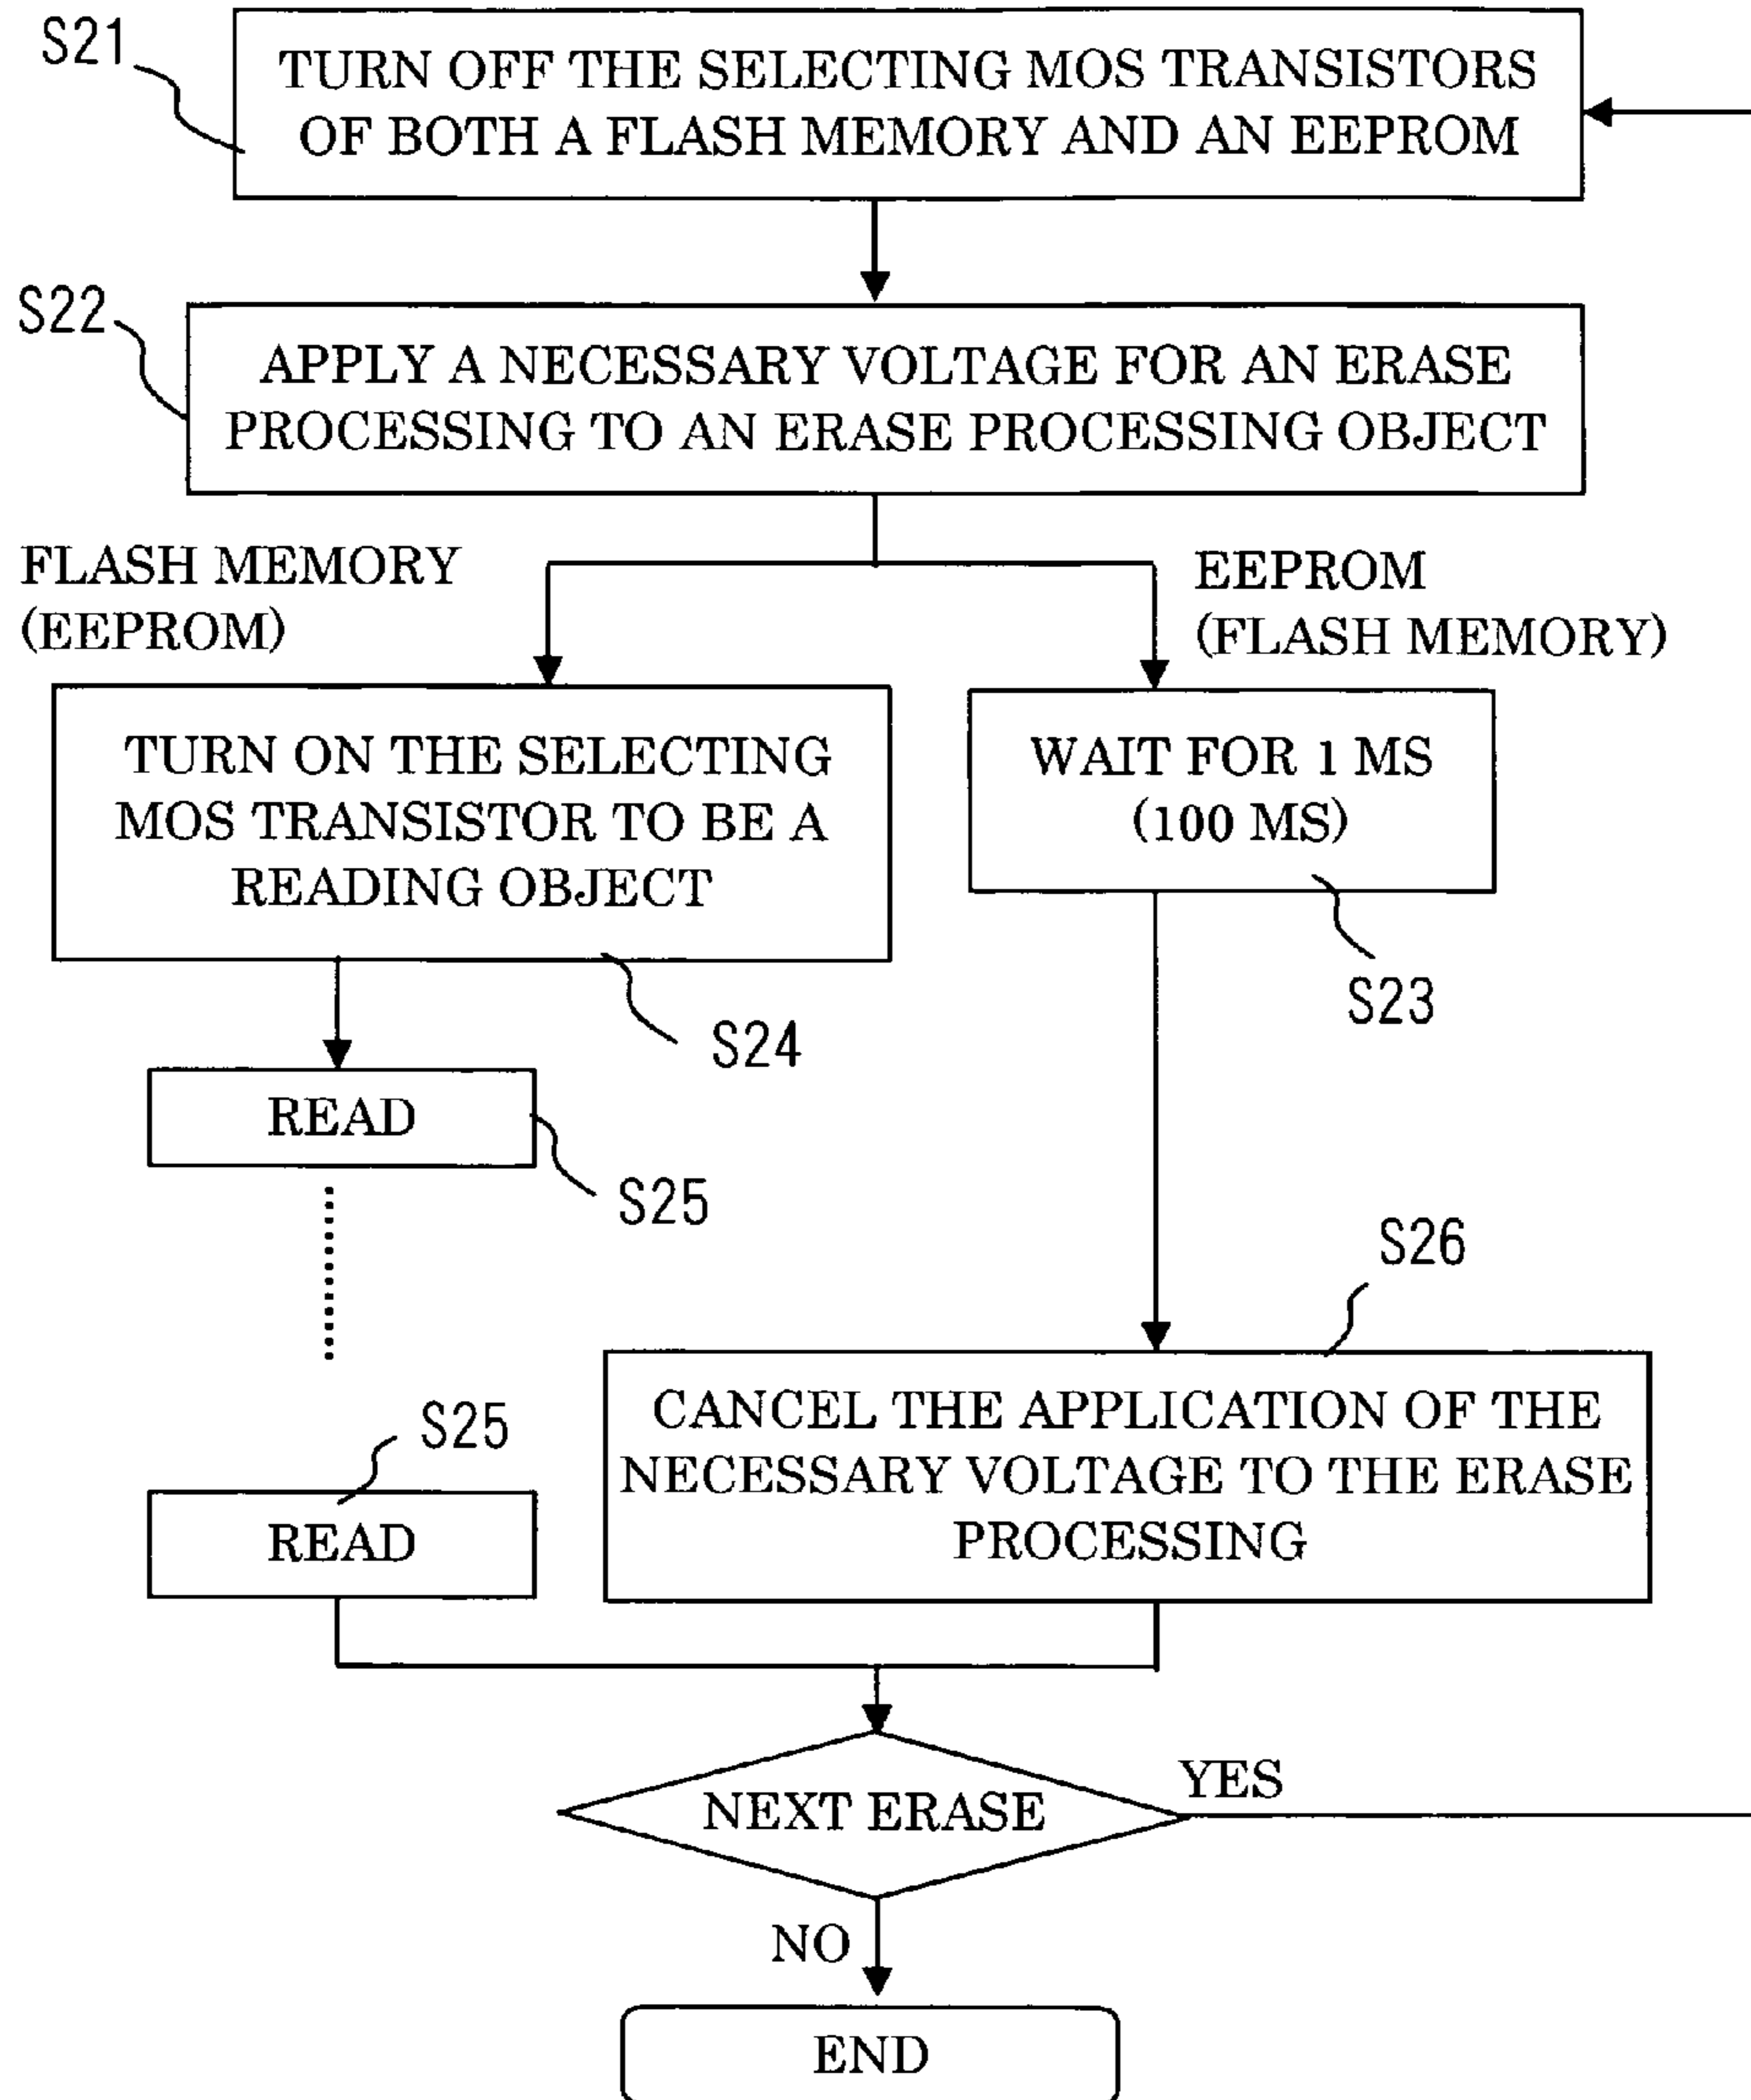 S21
TURN OFF THE SELECTING MOS TRANSISTORS
OF BOTH A FLASH MEMORY AND AN EEPROM
S22
APPLY A NECESSARY VOLTAGE FOR AN ERASE
PROCESSING TO AN ERASE PROCESSING OBJECT
FLASH MEMORY
(EEPROM)
EEPROM
(FLASH MEMORY)
TURN ON THE SELECTING
MOS TRANSISTOR TO BE A
READING OBJECT
WAIT FOR 1 MS
(100 MS)
S23
S24
READ
S25
S26
CANCEL THE APPLICATION OF THE
NECESSARY VOLTAGE TO THE ERASE
PROCESSING
S25
READ
NEXT ERASE
YES
NO
END